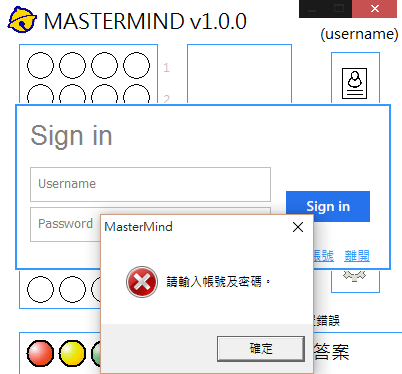 MASTERMIND v1.0.0
(username)
1
2
Sign in
Username
Sign in
Password
MasterMind
帳號 離開
請輸入帳號及密碼。
錯誤
確定
答案